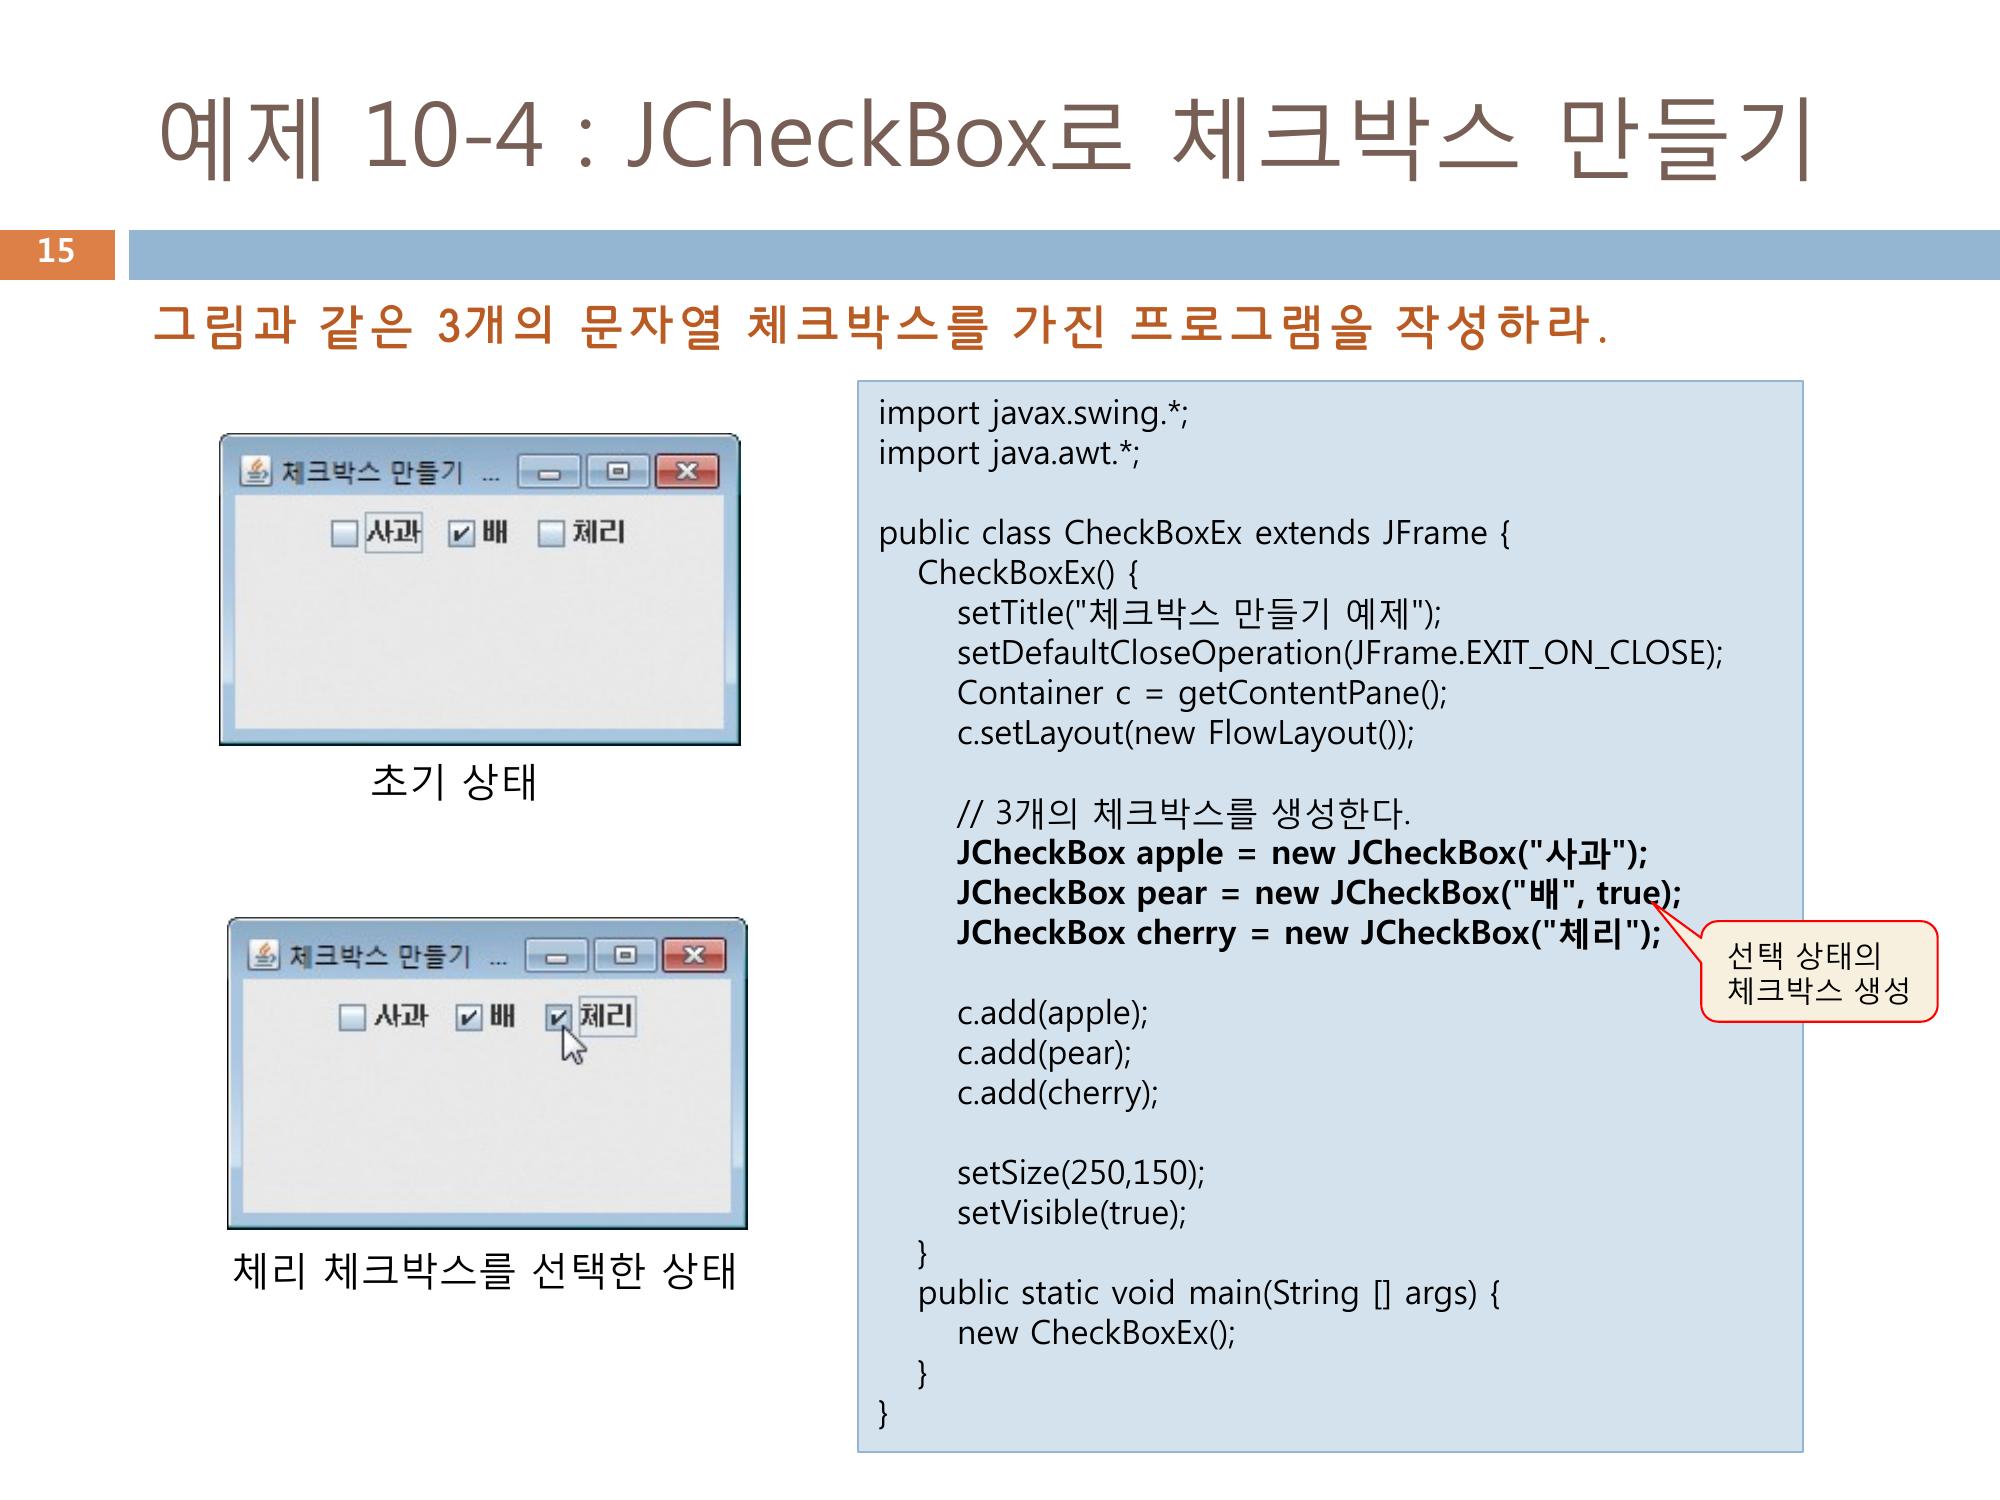 예제 10-4 : JCheckBox로 체크박스 만들기
15
그림과 같은 3개의 문자열 체크박스를 가진 프로그램을 작성하라.
체크박스 만들기 ...
사과 배 체리
초기 상태
체크박스 만들기 ...
사과 배 체리
체리 체크박스를 선택한 상태
import javax.swing.*;
import java.awt.*;
public class CheckBoxEx extends JFrame {
CheckBoxEx() {
setTitle("체크박스 만들기 예제");
setDefaultCloseOperation(JFrame.EXIT_ON_CLOSE);
Container c = getContentPane();
c.setLayout(new FlowLayout());
// 3개의 체크박스를 생성한다.
JCheckBox apple = new JCheckBox("사과");
JCheckBox pear = new JCheckBox("배", true);
JCheckBox cherry = new JCheckBox("체리");
c.add(apple);
c.add(pear);
c.add(cherry);
setSize(250,150);
setVisible(true);
}
public static void main(String [] args) {
new CheckBoxEx();
}
}
선택 상태의
체크박스 생성